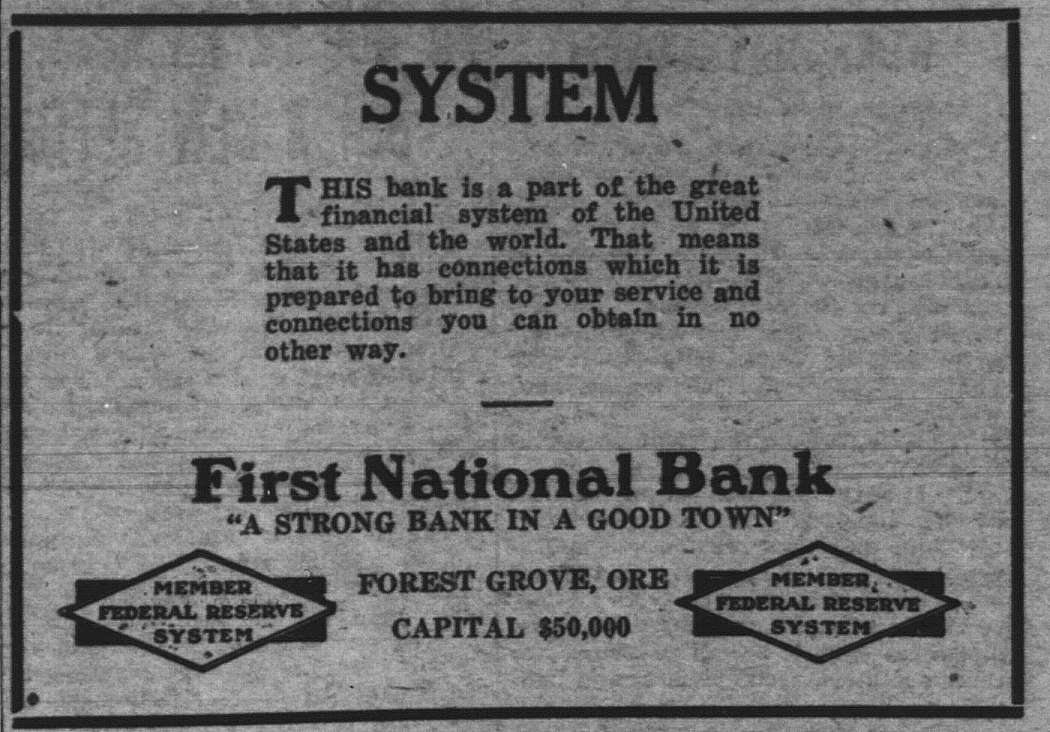 SYSTEM
THIS bank is a part of the great
financial system of the United
States and the world. That means
that it has connections which it is
prepared to bring to your service and
connections you can obtain in no
other way.
First National Bank
"A STRONG BANK IN A GOOD TOWN"
MEMBER
FEDERAL RESERVE
SYSTEM
FOREST GROVE, ORE
CAPITAL $50,000
MEMBER
FEDERAL RESERVE
SYSTEM